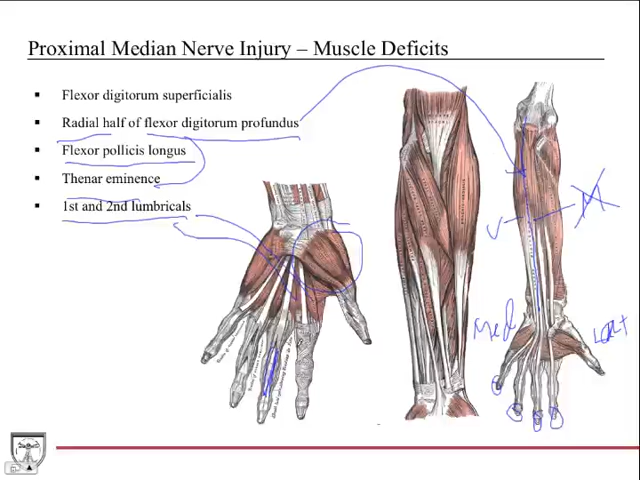 Proximal Median Nerve Injury – Muscle Deficits
▪ Flexor digitorum superficialis
▪ Radial half of flexor digitorum profundus
▪ Flexor pollicis longus
▪ Thenar eminence
▪ 1st and 2nd lumbricals
U
M
Med